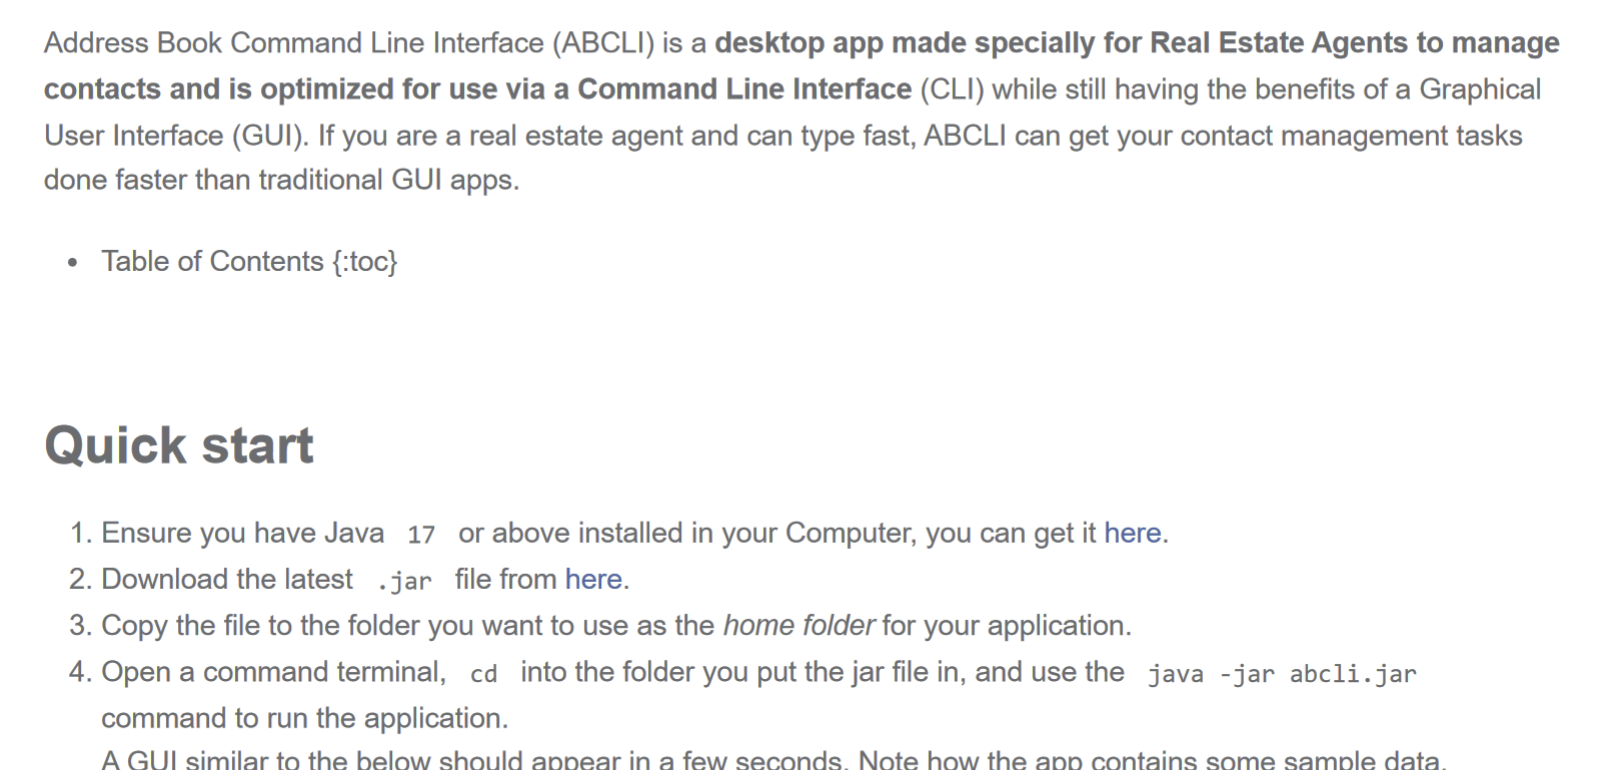 Address Book Command Line Interface (ABCLI) is a desktop app made specially for Real Estate Agents to manage
contacts and is optimized for use via a Command Line Interface (CLI) while still having the benefits of a Graphical
User Interface (GUI). If you are a real estate agent and can type fast, ABCLI can get your contact management tasks
done faster than traditional GUI apps.
• Table of Contents {:toc}
Quick start
1. Ensure you have Java 17 or above installed in your Computer, you can get it here.
2. Download the latest .jar file from here.
3. Copy the file to the folder you want to use as the home folder for your application.
4. Open a command terminal, cd into the folder you put the jar file in, and use the java -jar abcli.jar
command to run the application.
A GUI similar to the below should appear in a few seconds. Note how the app contains some sample data.